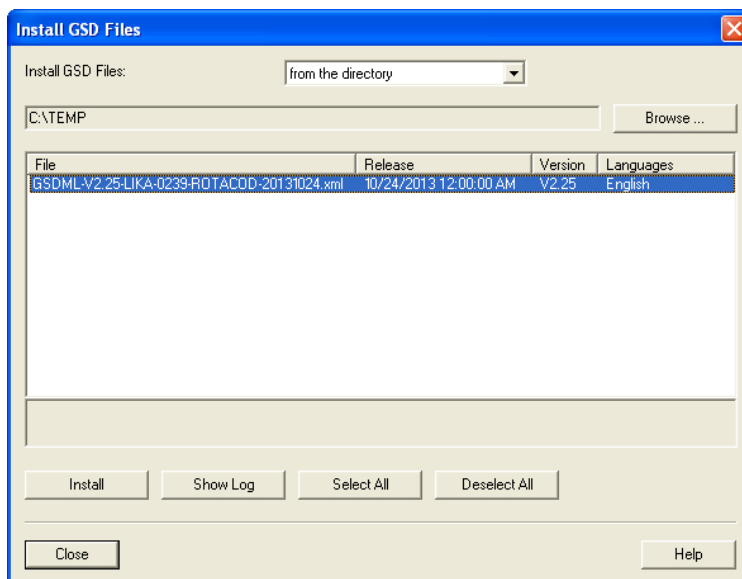 Install GSD Files
Install GSD Files: from the directory
C:\TEMP Browse ...
File Release Version Languages
GSDML-V2.25-LIKA-0239-ROTACOD-20131024.xml 10/24/2013 12:00:00 AM V2.25 English
Install Show Log Select All Deselect All
Close Help